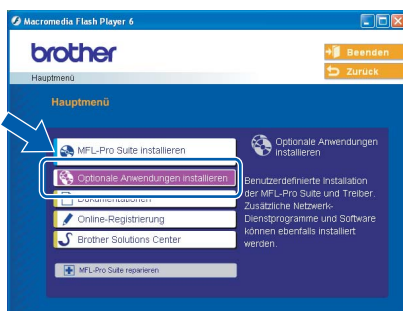 Macromedia Flash Player 6
brother
Beenden
Zurück
Hauptmenü
Hauptmenü
MFL-Pro Suite installieren
Optionale Anwendungen installieren
Dokumentationen
Online-Registrierung
Brother Solutions Center
MFL-Pro Suite reparieren
Optionale Anwendungen
installieren
Benutzerdefinierte Installation
der MFL-Pro Suite und Treiber.
Zusätzliche Netzwerk-
Dienstprogramme und Software
können ebenfalls installiert
werden.